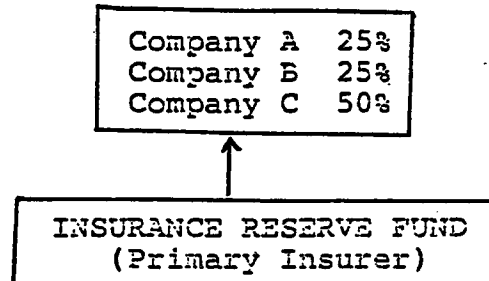 Company A 25%
Company B 25%
Company C 50%
INSURANCE RESERVE FUND
(Primary Insurer)